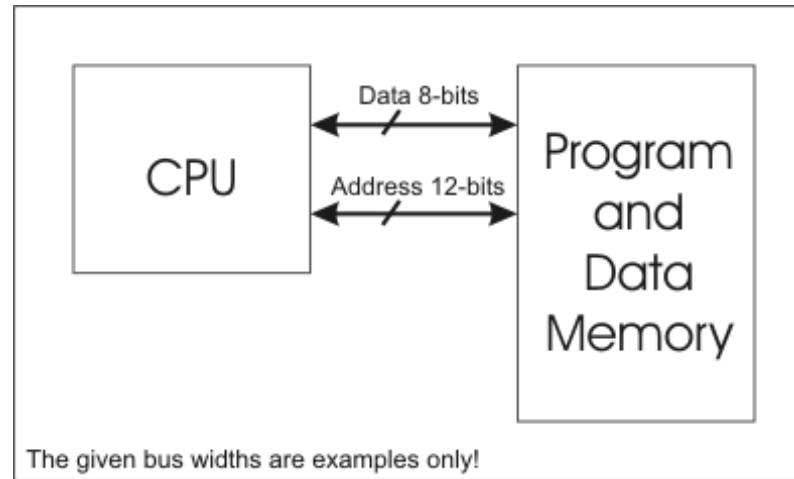 Data 8-bits
CPU
Address 12-bits
Program
and
Data
Memory
The given bus widths are examples only!